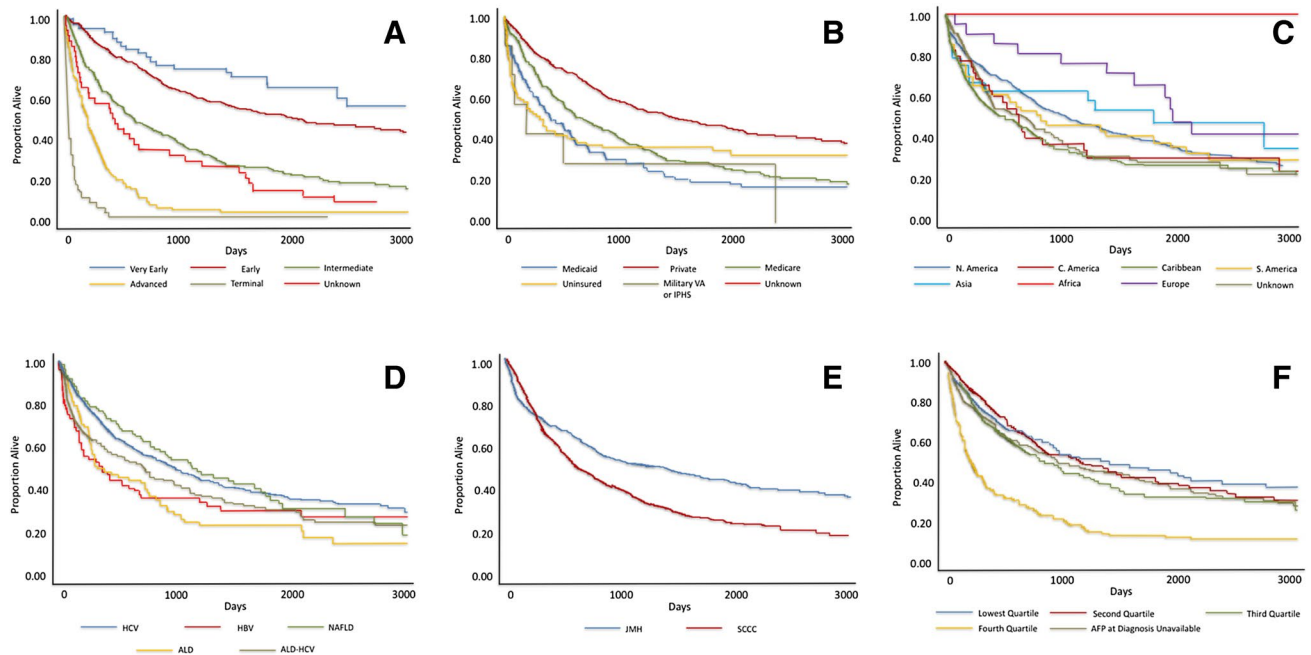 A
Proportion Alive
1.00
0.80
0.60
0.40
0.20
0.00
0 1000 2000 3000
Days
Very Early Early Intermediate
Advanced Terminal Unknown
B
Proportion Alive
1.00
0.80
0.60
0.40
0.20
0.00
0 1000 2000 3000
Days
Medicaid Private Medicare
Uninsured Military VA Unknown
or IPHS
C
Proportion Alive
1.00
0.80
0.60
0.40
0.20
0.00
0 1000 2000 3000
Days
N. America C. America Caribbean S. America
Asia Africa Europe Unknown
D
Proportion Alive
1.00
0.80
0.60
0.40
0.20
0.00
0 1000 2000 3000
Days
HCV HBV NAFLD
ALD ALD-HCV
E
Proportion Alive
1.00
0.80
0.60
0.40
0.20
0.00
0 1000 2000 3000
Days
JMH SCCC
F
Proportion Alive
1.00
0.80
0.60
0.40
0.20
0.00
0 1000 2000 3000
Days
Lowest Quartile Second Quartile Third Quartile
Fourth Quartile AFP at Diagnosis Unavailable